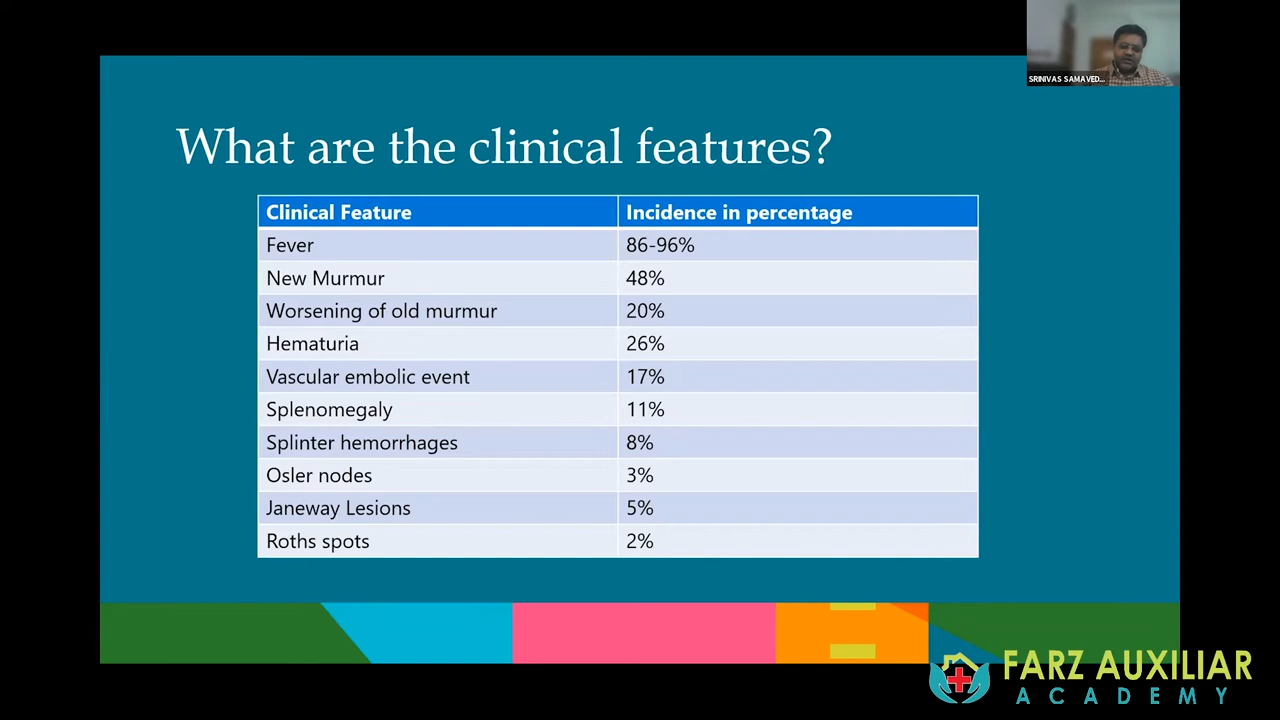 SRINIVAS SAMAVED...
What are the clinical features?
Clinical Feature Incidence in percentage
Fever 86-96%
New Murmur 48%
Worsening of old murmur 20%
Hematuria 26%
Vascular embolic event 17%
Splenomegaly 11%
Splinter hemorrhages 8%
Osler nodes 3%
Janeway Lesions 5%
Roths spots 2%
FARZ AUXILIAR
ACADEMY